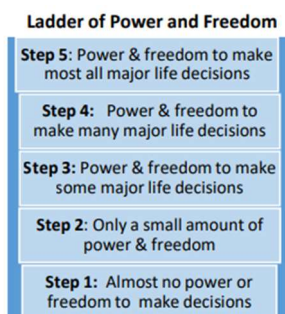 Ladder of Power and Freedom
Step 5: Power & freedom to make
most all major life decisions
Step 4: Power & freedom to
make many major life decisions
Step 3: Power & freedom to make
some major life decisions
Step 2: Only a small amount of
power & freedom
Step 1: Almost no power or
freedom to make decisions